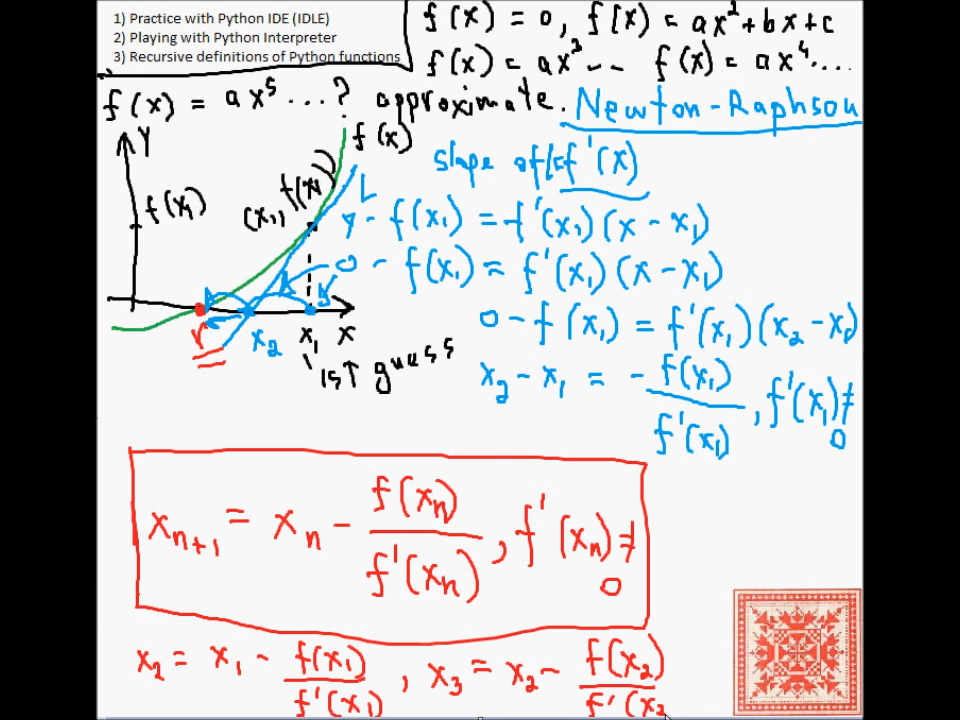 1) Practice with Python IDE (IDLE)
2) Playing with Python Interpreter
3) Recursive definitions of Python functions
f(x) = 0, f(x) = ax² + bx + c
f(x) = ax³ -- f(x) = ax⁴ ...
f(x) = ax⁵ ...? approximate. Newton-Raphson
Y
f(x)
slope of L = f'(x)
f(x₁)
(x₁, f(x₁))
L
y - f(x₁) = f'(x₁)(x - x₁)
0 - f(x₁) = f'(x₁)(x - x₁)
0 - f(x₁) = f'(x₁)(x₂ - x₁)
r x₂ x₁ x
1st guess
x₂ - x₁ = - f(x₁) / f'(x₁), f'(x₁) ≠ 0
xₙ₊₁ = xₙ - f(xₙ) / f'(xₙ), f'(xₙ) ≠ 0
x₂ = x₁ - f(x₁) / f'(x₁), x₃ = x₂ - f(x₂) / f'(x₂